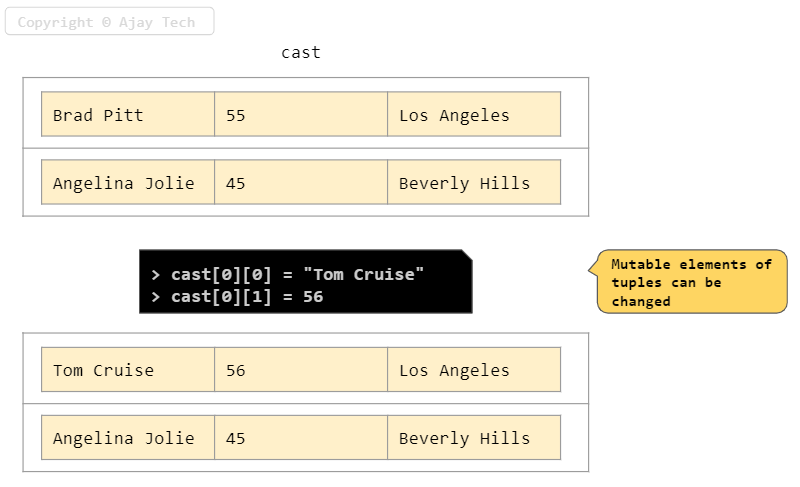 Copyright © Ajay Tech
cast
Brad Pitt 55 Los Angeles
Angelina Jolie 45 Beverly Hills
> cast[0][0] = "Tom Cruise"
> cast[0][1] = 56
Mutable elements of
tuples can be
changed
Tom Cruise 56 Los Angeles
Angelina Jolie 45 Beverly Hills